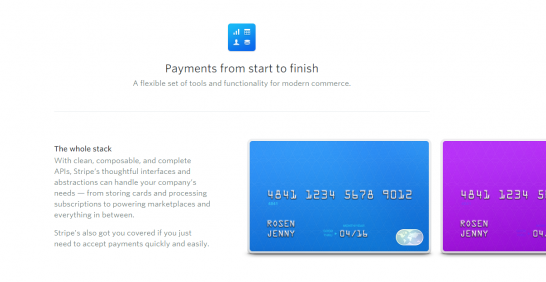 Payments from start to finish
A flexible set of tools and functionality for modern commerce.
The whole stack
With clean, composable, and complete
APIs, Stripe's thoughtful interfaces and
abstractions can handle your company's
needs — from storing cards and processing
subscriptions to powering marketplaces and
everything in between.
Stripe's also got you covered if you just
need to accept payments quickly and easily.
4841 1234 5678 9012
ROSEN
JENNY
04/16
4841 1234 5
ROSEN
JENNY
04/